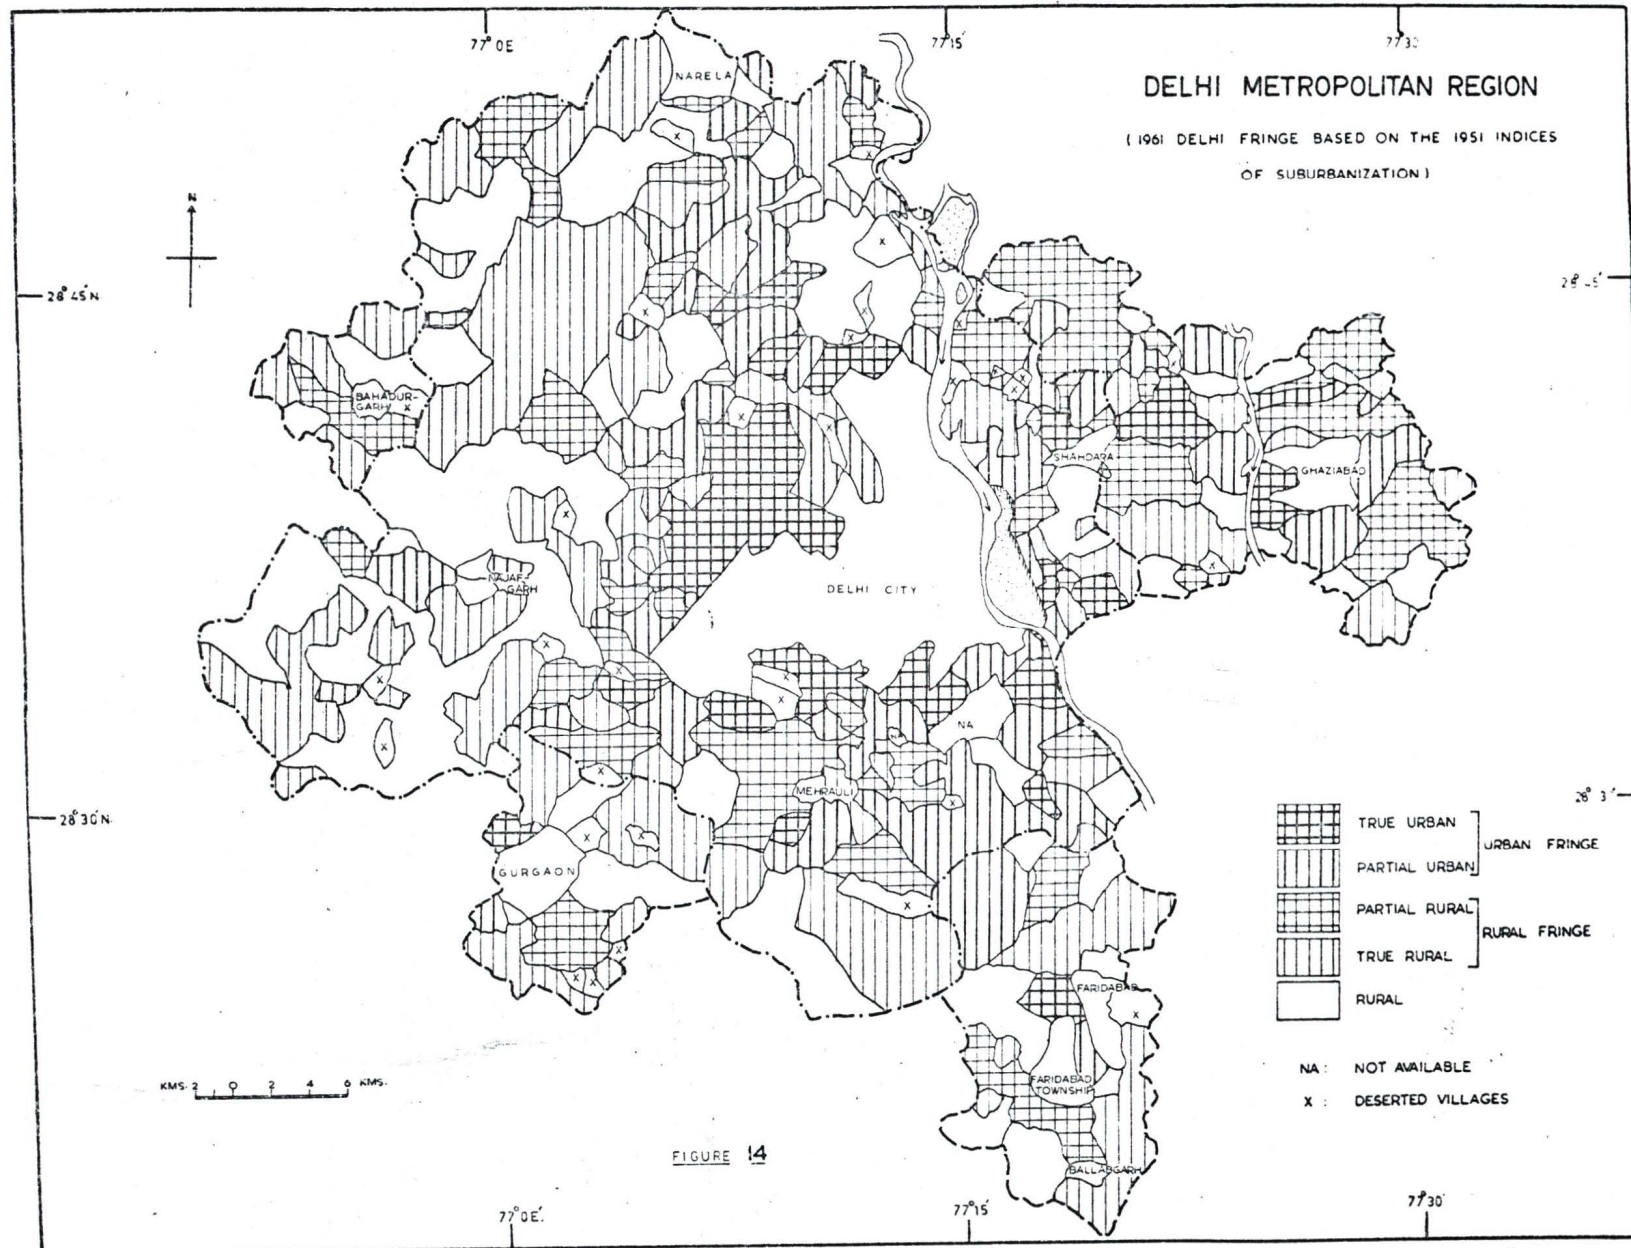 77°0E
77°15'
77°30
DELHI METROPOLITAN REGION
( 1961 DELHI FRINGE BASED ON THE 1951 INDICES
OF SUBURBANIZATION )
NARELA
N
28°45'N
BAHADUR-
GARH
SHAHDARA
GHAZIABAD
NAJAF-
GARH
DELHI CITY
NA
NA
MEHRAULI
28°30'N
GURGAON
TRUE URBAN
PARTIAL URBAN
URBAN FRINGE
PARTIAL RURAL
TRUE RURAL
RURAL FRINGE
RURAL
FARIDABAD
FARIDABAD
TOWNSHIP
BALLABGARH
NA : NOT AVAILABLE
X : DESERTED VILLAGES
KMS. 2 0 2 4 6 KMS.
FIGURE 14
77°0E'
77°15'
77°30'